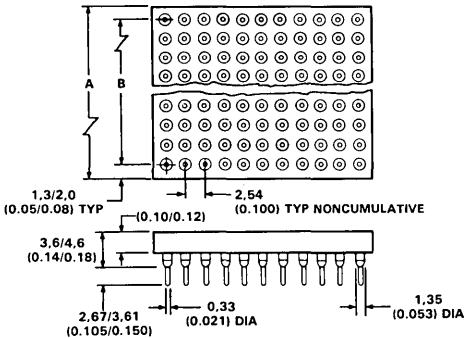 A
B
1,3/2,0
(0.05/0.08) TYP
2,54
(0.100) TYP NONCUMULATIVE
(0.10/0.12)
3,6/4,6
(0.14/0.18)
2,67/3,61
(0.105/0.150)
0,33
(0.021) DIA
1,35
(0.053) DIA